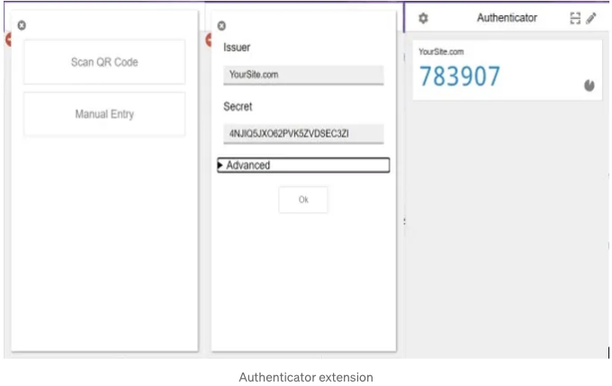 Scan QR Code
Manual Entry
Issuer
YourSite.com
Secret
4NJIQ5JXO62PVK5ZVDSEC3ZI
Advanced
Ok
Authenticator
YourSite.com
783907
Authenticator extension